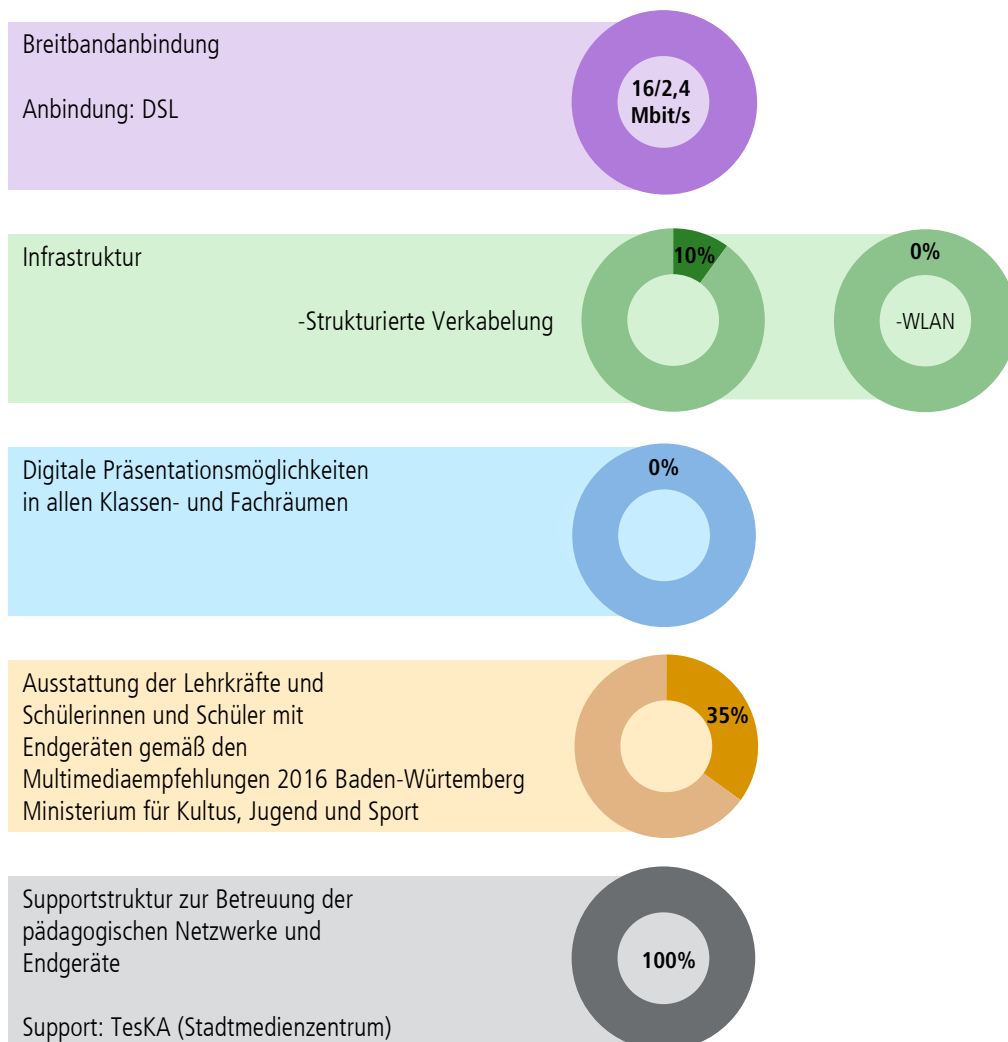 Breitbandanbindung
Anbindung: DSL
16/2,4
Mbit/s
Infrastruktur
-Strukturierte Verkabelung
10%
0%
-WLAN
Digitale Präsentationsmöglichkeiten
in allen Klassen- und Fachräumen
0%
Ausstattung der Lehrkräfte und
Schülerinnen und Schüler mit
Endgeräten gemäß den
Multimediaempfehlungen 2016 Baden-Würtemberg
Ministerium für Kultus, Jugend und Sport
35%
Supportstruktur zur Betreuung der
pädagogischen Netzwerke und
Endgeräte
Support: TesKA (Stadtmedienzentrum)
100%